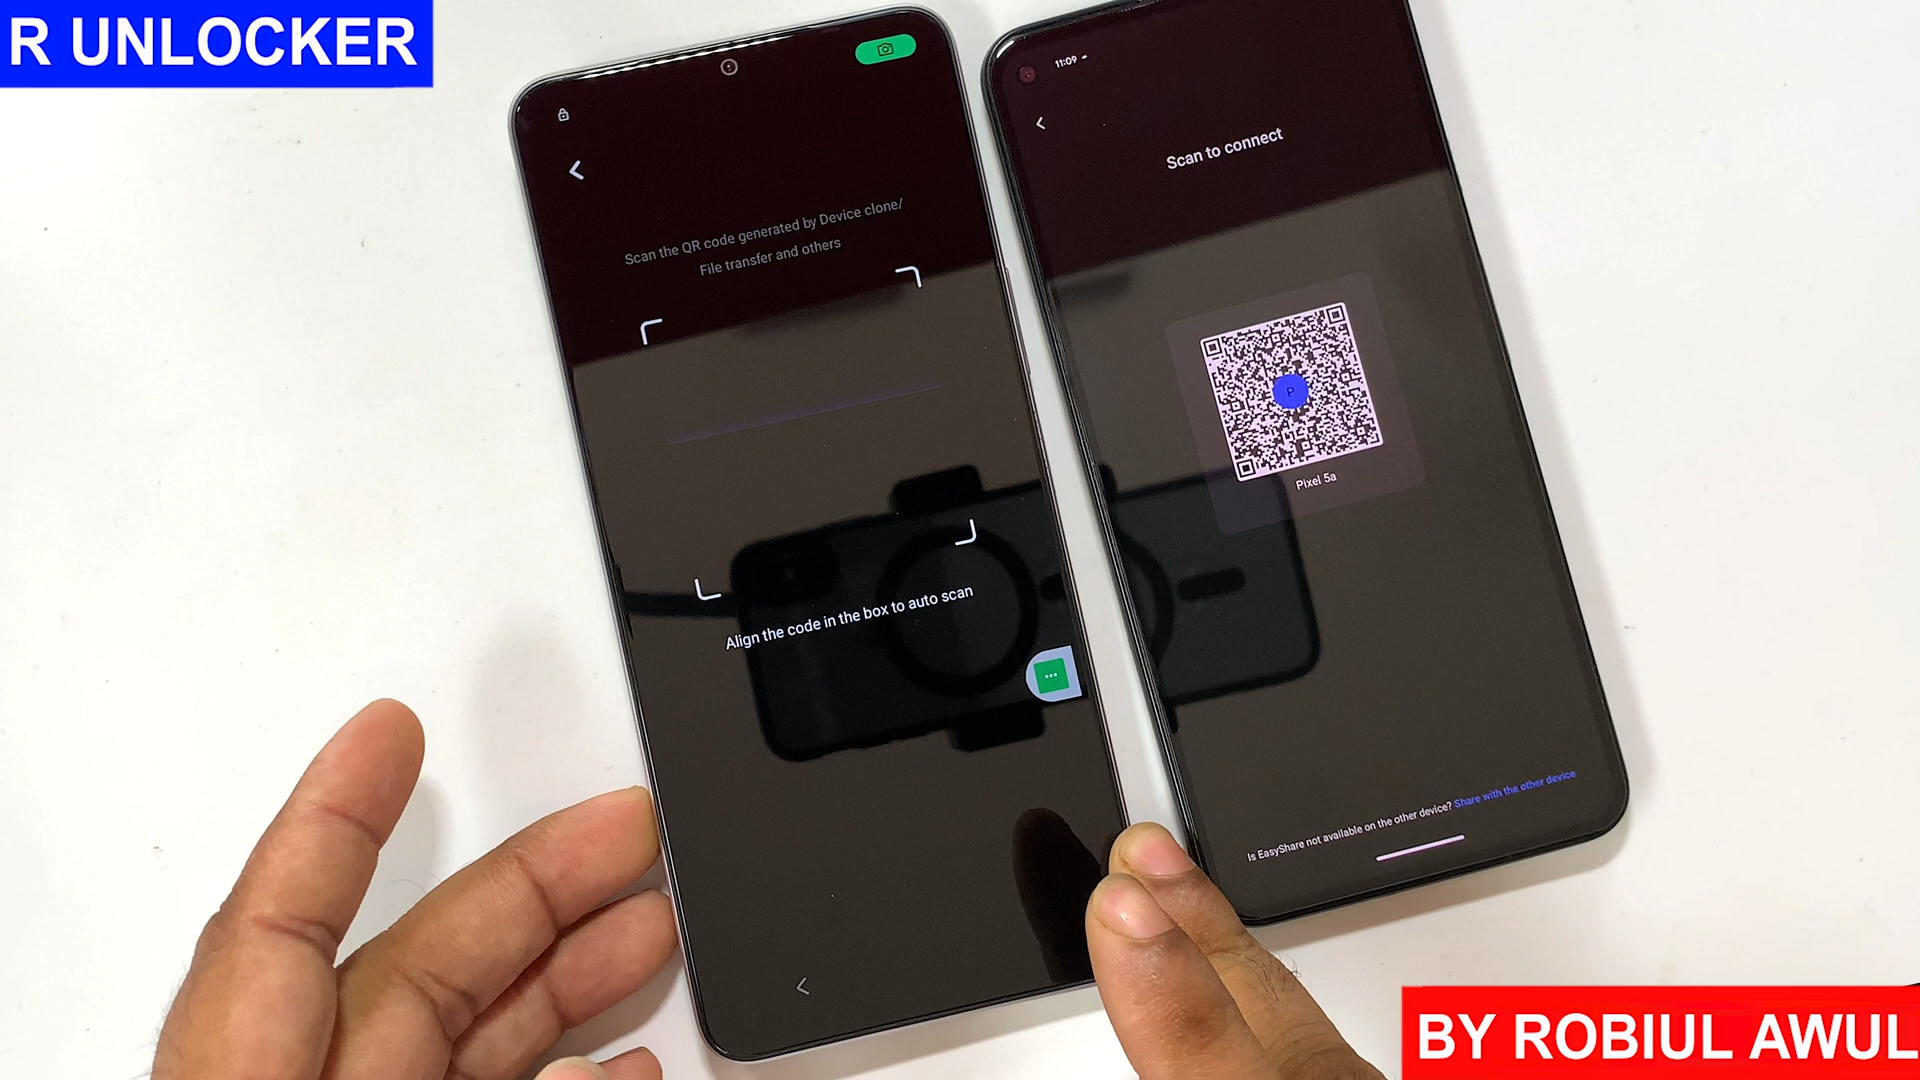 R UNLOCKER
11:09
Scan the QR code generated by Device clone/
File transfer and others
Align the code in the box to auto scan
Scan to connect
P
Pixel 5a
Is EasyShare not available on the other device? Share with the other device
BY ROBIUL AWUL